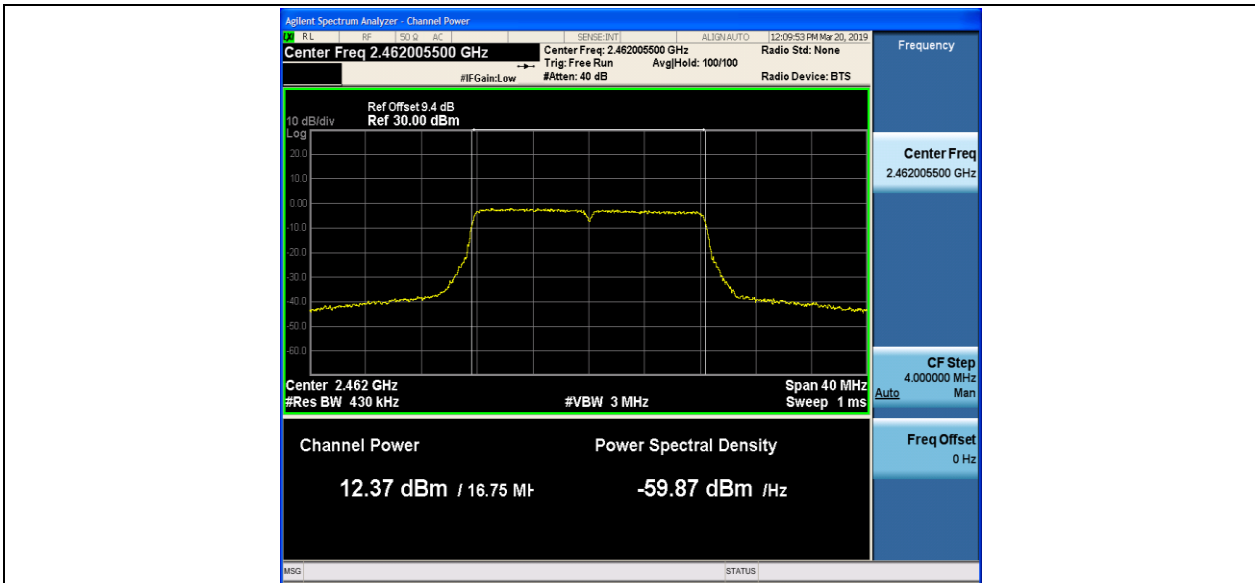 Agilent Spectrum Analyzer - Channel Power
RL RF 50 Ω AC SENSE:INT ALIGN AUTO 12:09:53 PM Mar 20, 2019
Center Freq 2.462005500 GHz
Center Freq: 2.462005500 GHz Radio Std: None
Trig: Free Run Avg|Hold: 100/100
#IFGain:Low #Atten: 40 dB Radio Device: BTS
Frequency
Ref Offset 9.4 dB
10 dB/div Ref 30.00 dBm
Log
20.0
10.0
0.00
-10.0
-20.0
-30.0
-40.0
-50.0
-60.0
Center 2.462 GHz Span 40 MHz
#Res BW 430 kHz #VBW 3 MHz Sweep 1 ms
Center Freq
2.462005500 GHz
CF Step
4.000000 MHz
Auto Man
Freq Offset
0 Hz
Channel Power Power Spectral Density
12.37 dBm / 16.75 MH -59.87 dBm /Hz
MSG STATUS